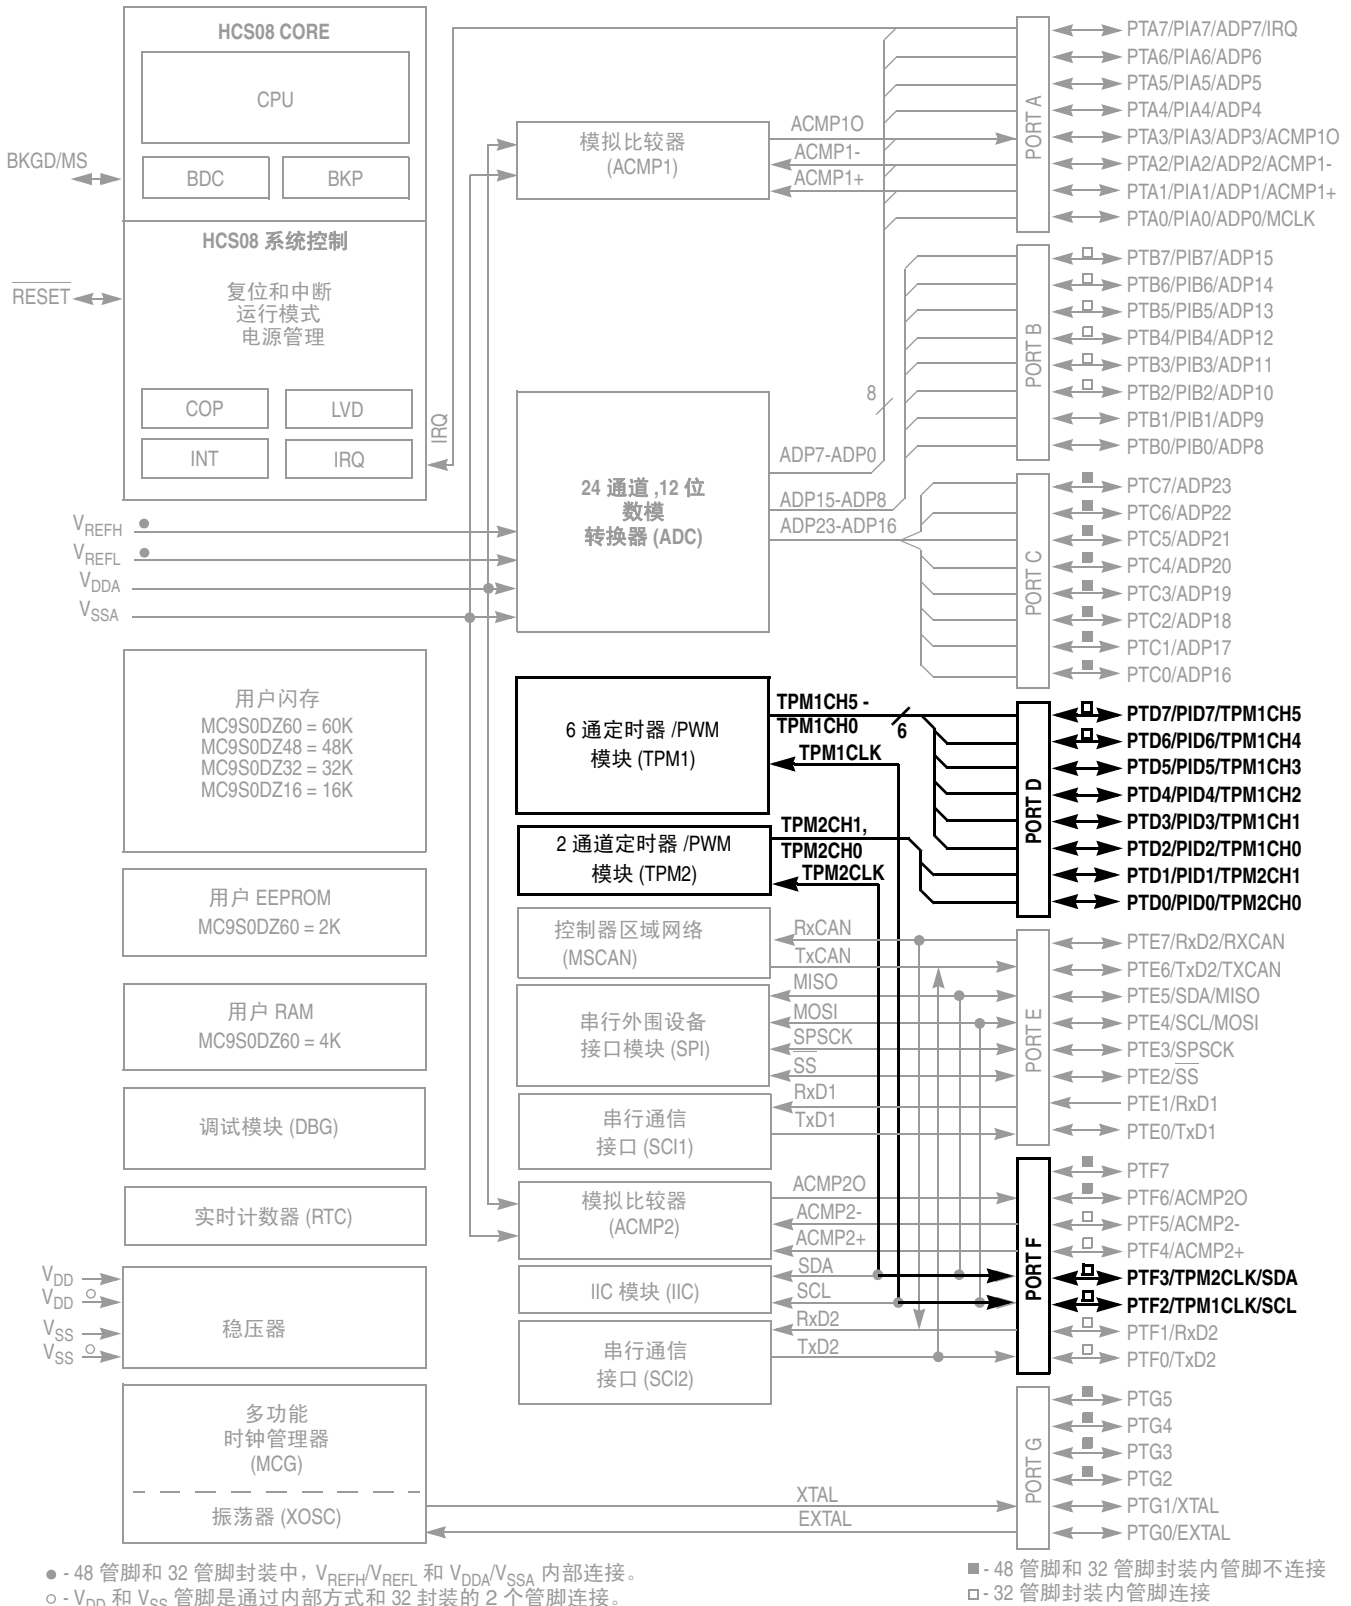 HCS08 CORE
CPU
BDC
BKP
BKGD/MS
HCS08 系统控制
复位和中断
运行模式
电源管理
RESET
COP
LVD
INT
IRQ
IRQ
VREFH
VREFL
VDDA
VSSA
用户闪存
MC9S0DZ60 = 60K
MC9S0DZ48 = 48K
MC9S0DZ32 = 32K
MC9S0DZ16 = 16K
用户 EEPROM
MC9S0DZ60 = 2K
用户 RAM
MC9S0DZ60 = 4K
调试模块 (DBG)
实时计数器 (RTC)
VDD
VDD
VSS
VSS
稳压器
多功能
时钟管理器
(MCG)
振荡器 (XOSC)
模拟比较器
(ACMP1)
ACMP1O
ACMP1-
ACMP1+
24 通道 ,12 位
数模
转换器 (ADC)
8
ADP7-ADP0
ADP15-ADP8
ADP23-ADP16
6 通定时器 /PWM
模块 (TPM1)
TPM1CH5 -
TPM1CH0
6
TPM1CLK
2 通道定时器 /PWM
模块 (TPM2)
TPM2CH1,
TPM2CH0
TPM2CLK
控制器区域网络
(MSCAN)
RxCAN
TxCAN
串行外围设备
接口模块 (SPI)
MISO
MOSI
SPSCK
SS
串行通信
接口 (SCI1)
RxD1
TxD1
模拟比较器
(ACMP2)
ACMP2O
ACMP2-
ACMP2+
IIC 模块 (IIC)
SDA
SCL
串行通信
接口 (SCI2)
RxD2
TxD2
XTAL
EXTAL
PORT A
PTA7/PIA7/ADP7/IRQ
PTA6/PIA6/ADP6
PTA5/PIA5/ADP5
PTA4/PIA4/ADP4
PTA3/PIA3/ADP3/ACMP1O
PTA2/PIA2/ADP2/ACMP1-
PTA1/PIA1/ADP1/ACMP1+
PTA0/PIA0/ADP0/MCLK
PORT B
PTB7/PIB7/ADP15
PTB6/PIB6/ADP14
PTB5/PIB5/ADP13
PTB4/PIB4/ADP12
PTB3/PIB3/ADP11
PTB2/PIB2/ADP10
PTB1/PIB1/ADP9
PTB0/PIB0/ADP8
PORT C
PTC7/ADP23
PTC6/ADP22
PTC5/ADP21
PTC4/ADP20
PTC3/ADP19
PTC2/ADP18
PTC1/ADP17
PTC0/ADP16
PORT D
PTD7/PID7/TPM1CH5
PTD6/PID6/TPM1CH4
PTD5/PID5/TPM1CH3
PTD4/PID4/TPM1CH2
PTD3/PID3/TPM1CH1
PTD2/PID2/TPM1CH0
PTD1/PID1/TPM2CH1
PTD0/PID0/TPM2CH0
PORT E
PTE7/RxD2/RXCAN
PTE6/TxD2/TXCAN
PTE5/SDA/MISO
PTE4/SCL/MOSI
PTE3/SPSCK
PTE2/SS
PTE1/RxD1
PTE0/TxD1
PORT F
PTF7
PTF6/ACMP2O
PTF5/ACMP2-
PTF4/ACMP2+
PTF3/TPM2CLK/SDA
PTF2/TPM1CLK/SCL
PTF1/RxD2
PTF0/TxD2
PORT G
PTG5
PTG4
PTG3
PTG2
PTG1/XTAL
PTG0/EXTAL
● - 48 管脚和 32 管脚封装中，VREFH/VREFL 和 VDDA/VSSA 内部连接。
○ - VDD 和 VSS 管脚是通过内部方式和 32 封装的 2 个管脚连接。
■ - 48 管脚和 32 管脚封装内管脚不连接
□ - 32 管脚封装内管脚连接